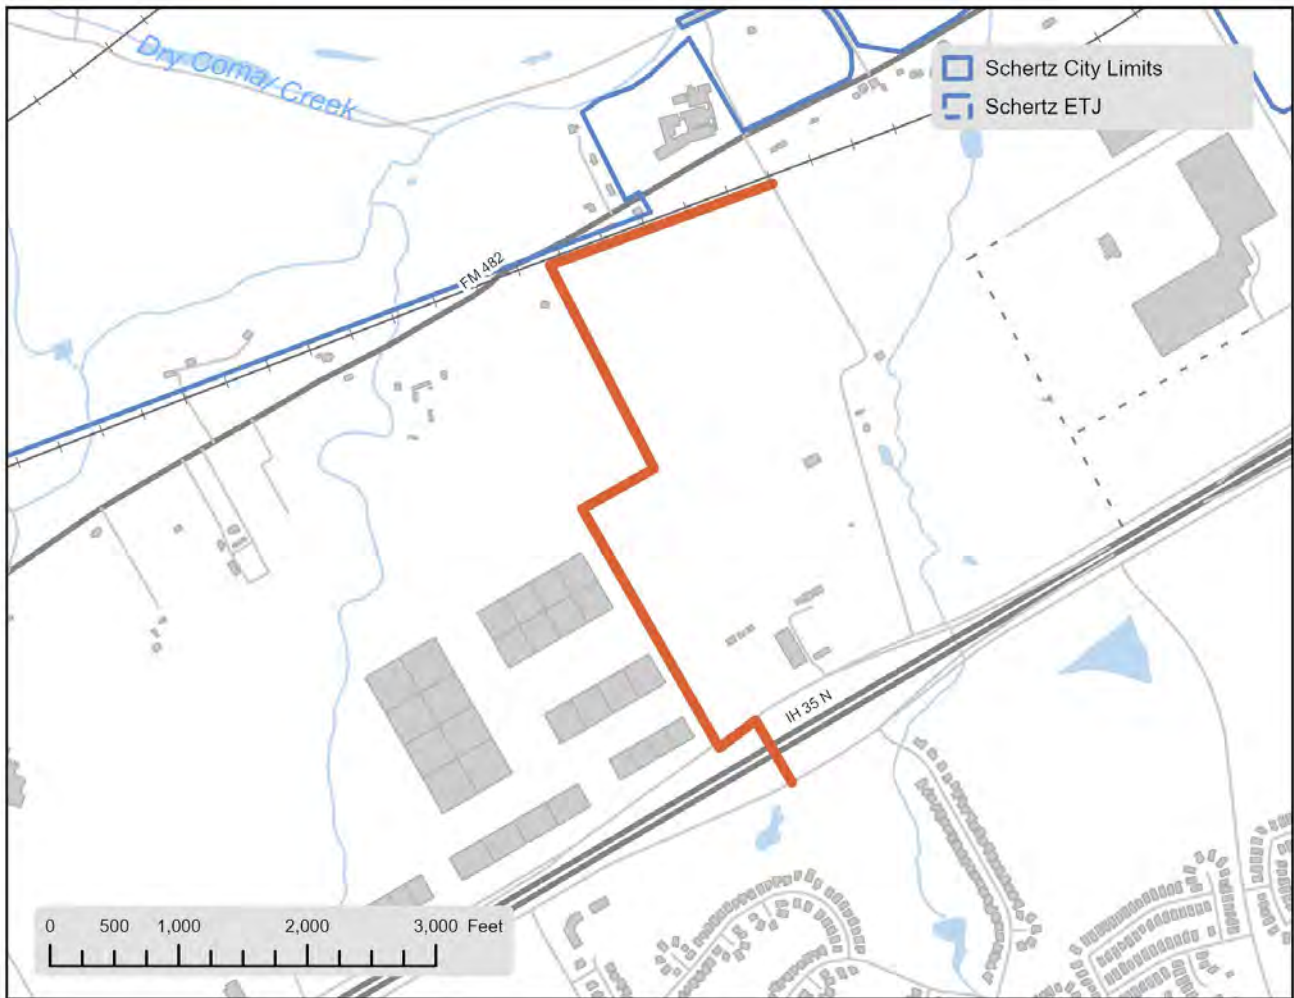 Dry Comal Creek
Schertz City Limits
Schertz ETJ
FM 482
IH 35 N
0 500 1,000 2,000 3,000 Feet